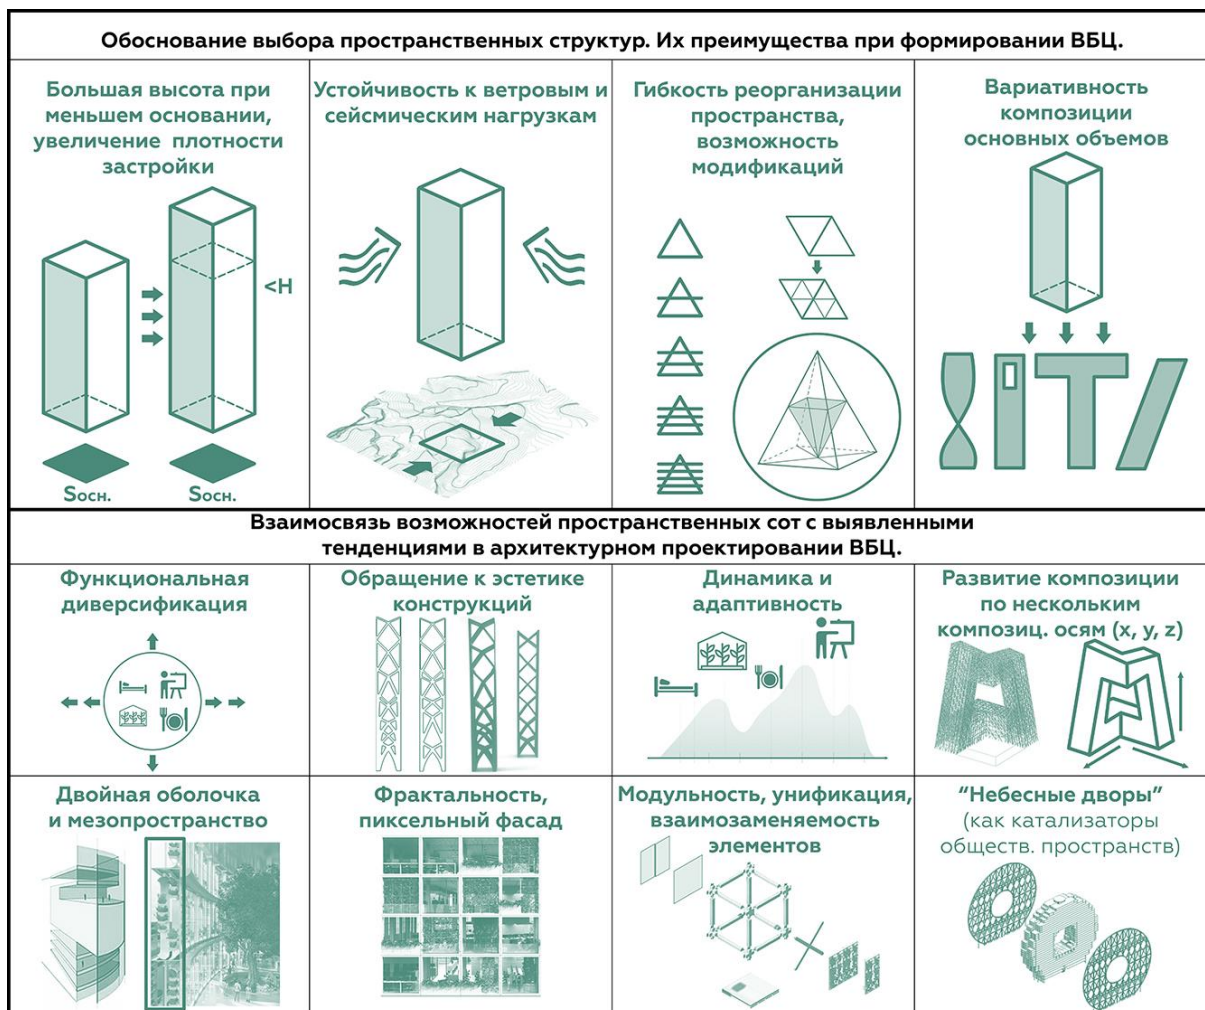 Обоснование выбора пространственных структур. Их преимущества при формировании ВБЦ.
Большая высота при
меньшем основании,
увеличение плотности
застройки
<H
Sосн.
Sосн.
Устойчивость к ветровым и
сейсмическим нагрузкам
Гибкость реорганизации
пространства,
возможность
модификаций
Вариативность
композиции
основных объемов
Взаимосвязь возможностей пространственных сот с выявленными
тенденциями в архитектурном проектировании ВБЦ.
Функциональная
диверсификация
Обращение к эстетике
конструкций
Динамика и
адаптивность
Развитие композиции
по нескольким
композиц. осям (x, y, z)
Двойная оболочка
и мезопространство
Фрактальность,
пиксельный фасад
Модульность, унификация,
взаимозаменяемость
элементов
“Небесные дворы”
(как катализаторы
обществ. пространств)